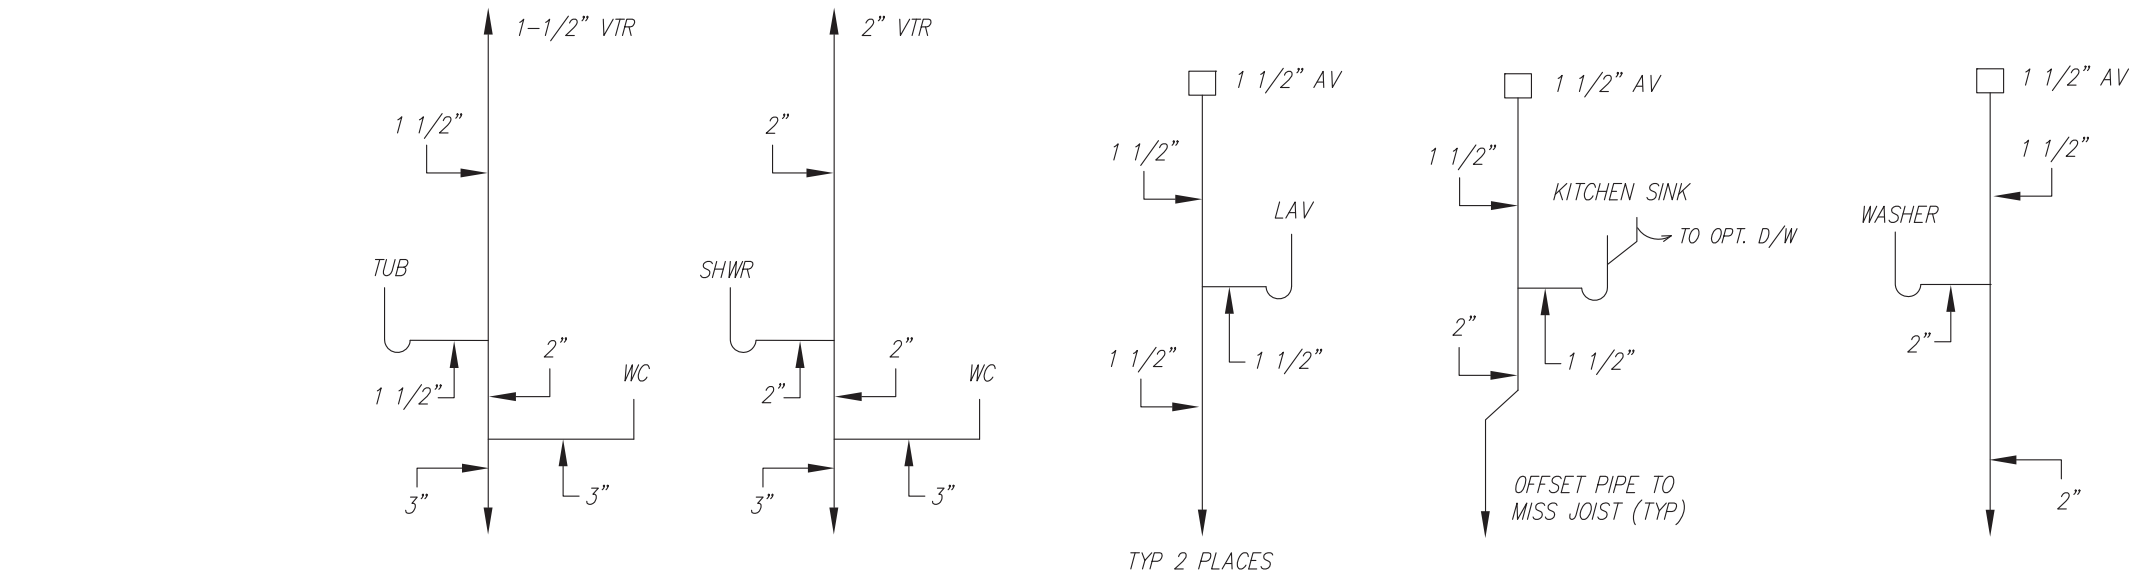 1-1/2" VTR
1 1/2"
TUB
1 1/2"
2"
WC
3"
3"
2" VTR
2"
SHWR
2"
2"
WC
3"
3"
1 1/2" AV
1 1/2"
LAV
1 1/2"
1 1/2"
TYP 2 PLACES
1 1/2" AV
1 1/2"
KITCHEN SINK
TO OPT. D/W
2"
1 1/2"
OFFSET PIPE TO
MISS JOIST (TYP)
1 1/2" AV
1 1/2"
WASHER
2"
2"